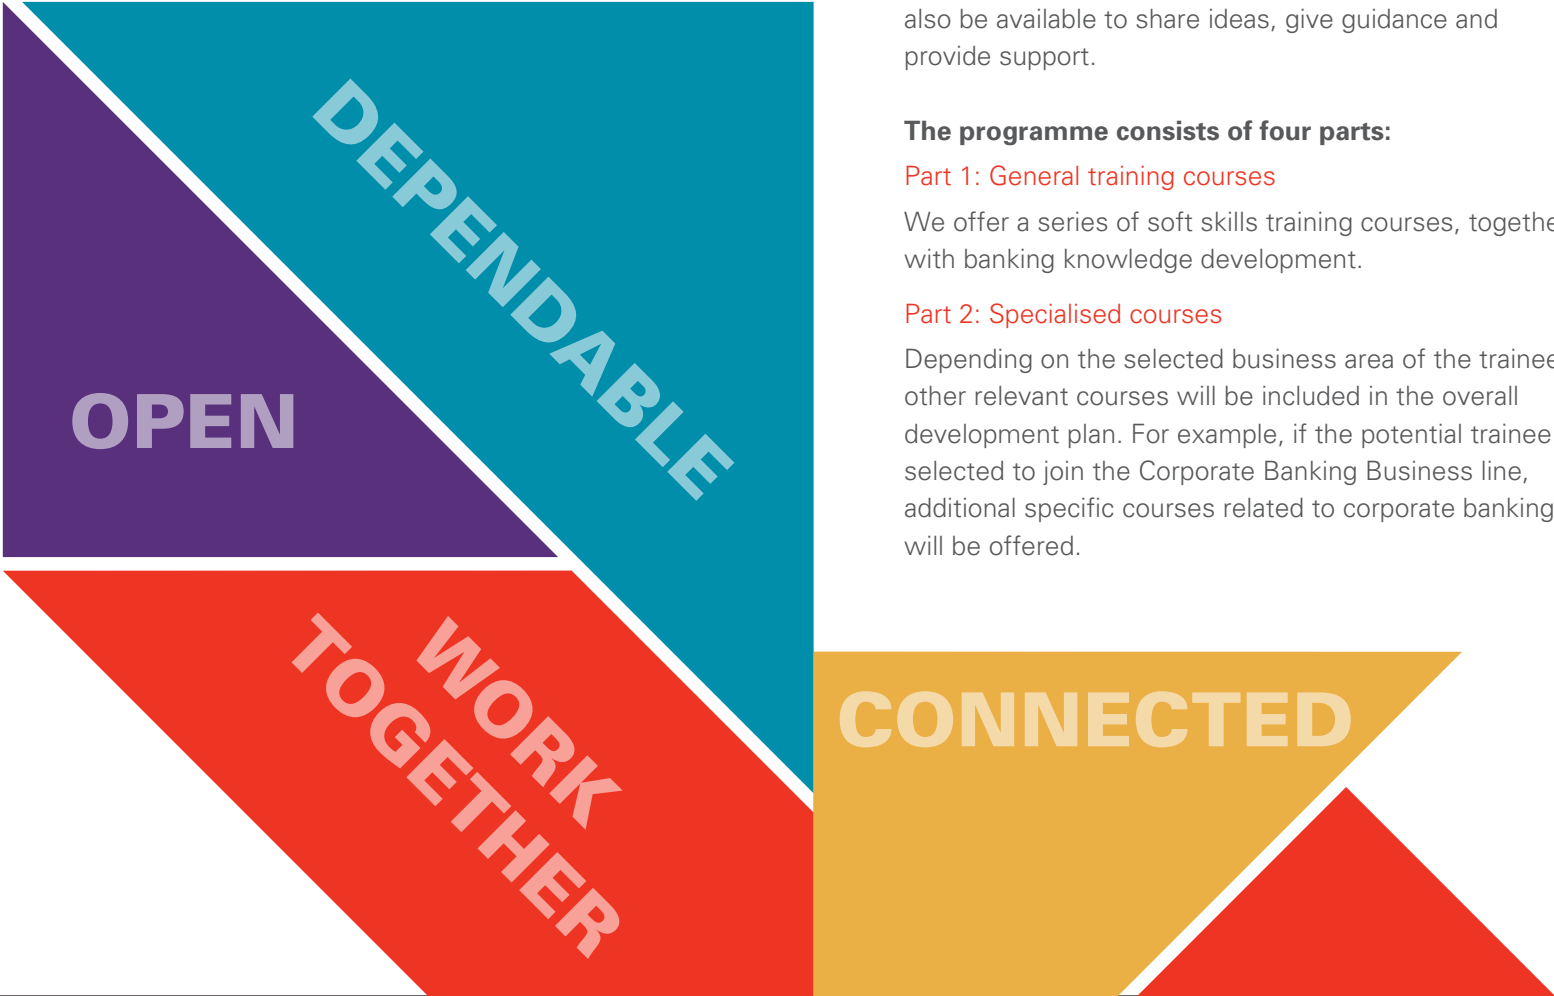 DEPENDABLE
OPEN
WORK
TOGETHER
also be available to share ideas, give guidance and
provide support.
The programme consists of four parts:
Part 1: General training courses
We offer a series of soft skills training courses, togethe
with banking knowledge development.
Part 2: Specialised courses
Depending on the selected business area of the trainee
other relevant courses will be included in the overall
development plan. For example, if the potential trainee
selected to join the Corporate Banking Business line,
additional specific courses related to corporate banking
will be offered.
CONNECTED